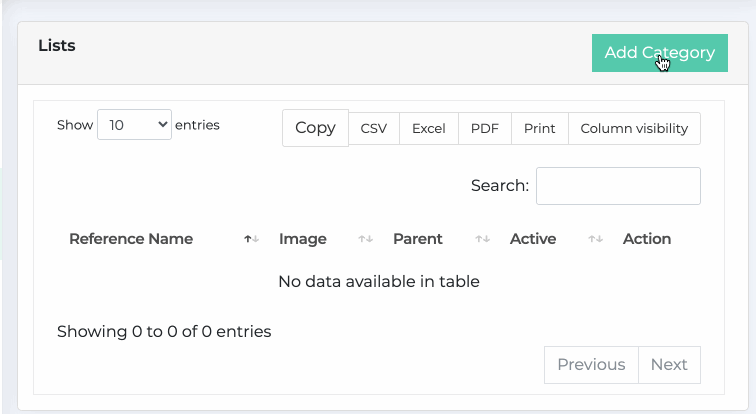 Lists
Add Category
Show 10 entries
Copy CSV Excel PDF Print Column visibility
Search:
Reference Name Image Parent Active Action
No data available in table
Showing 0 to 0 of 0 entries
Previous Next